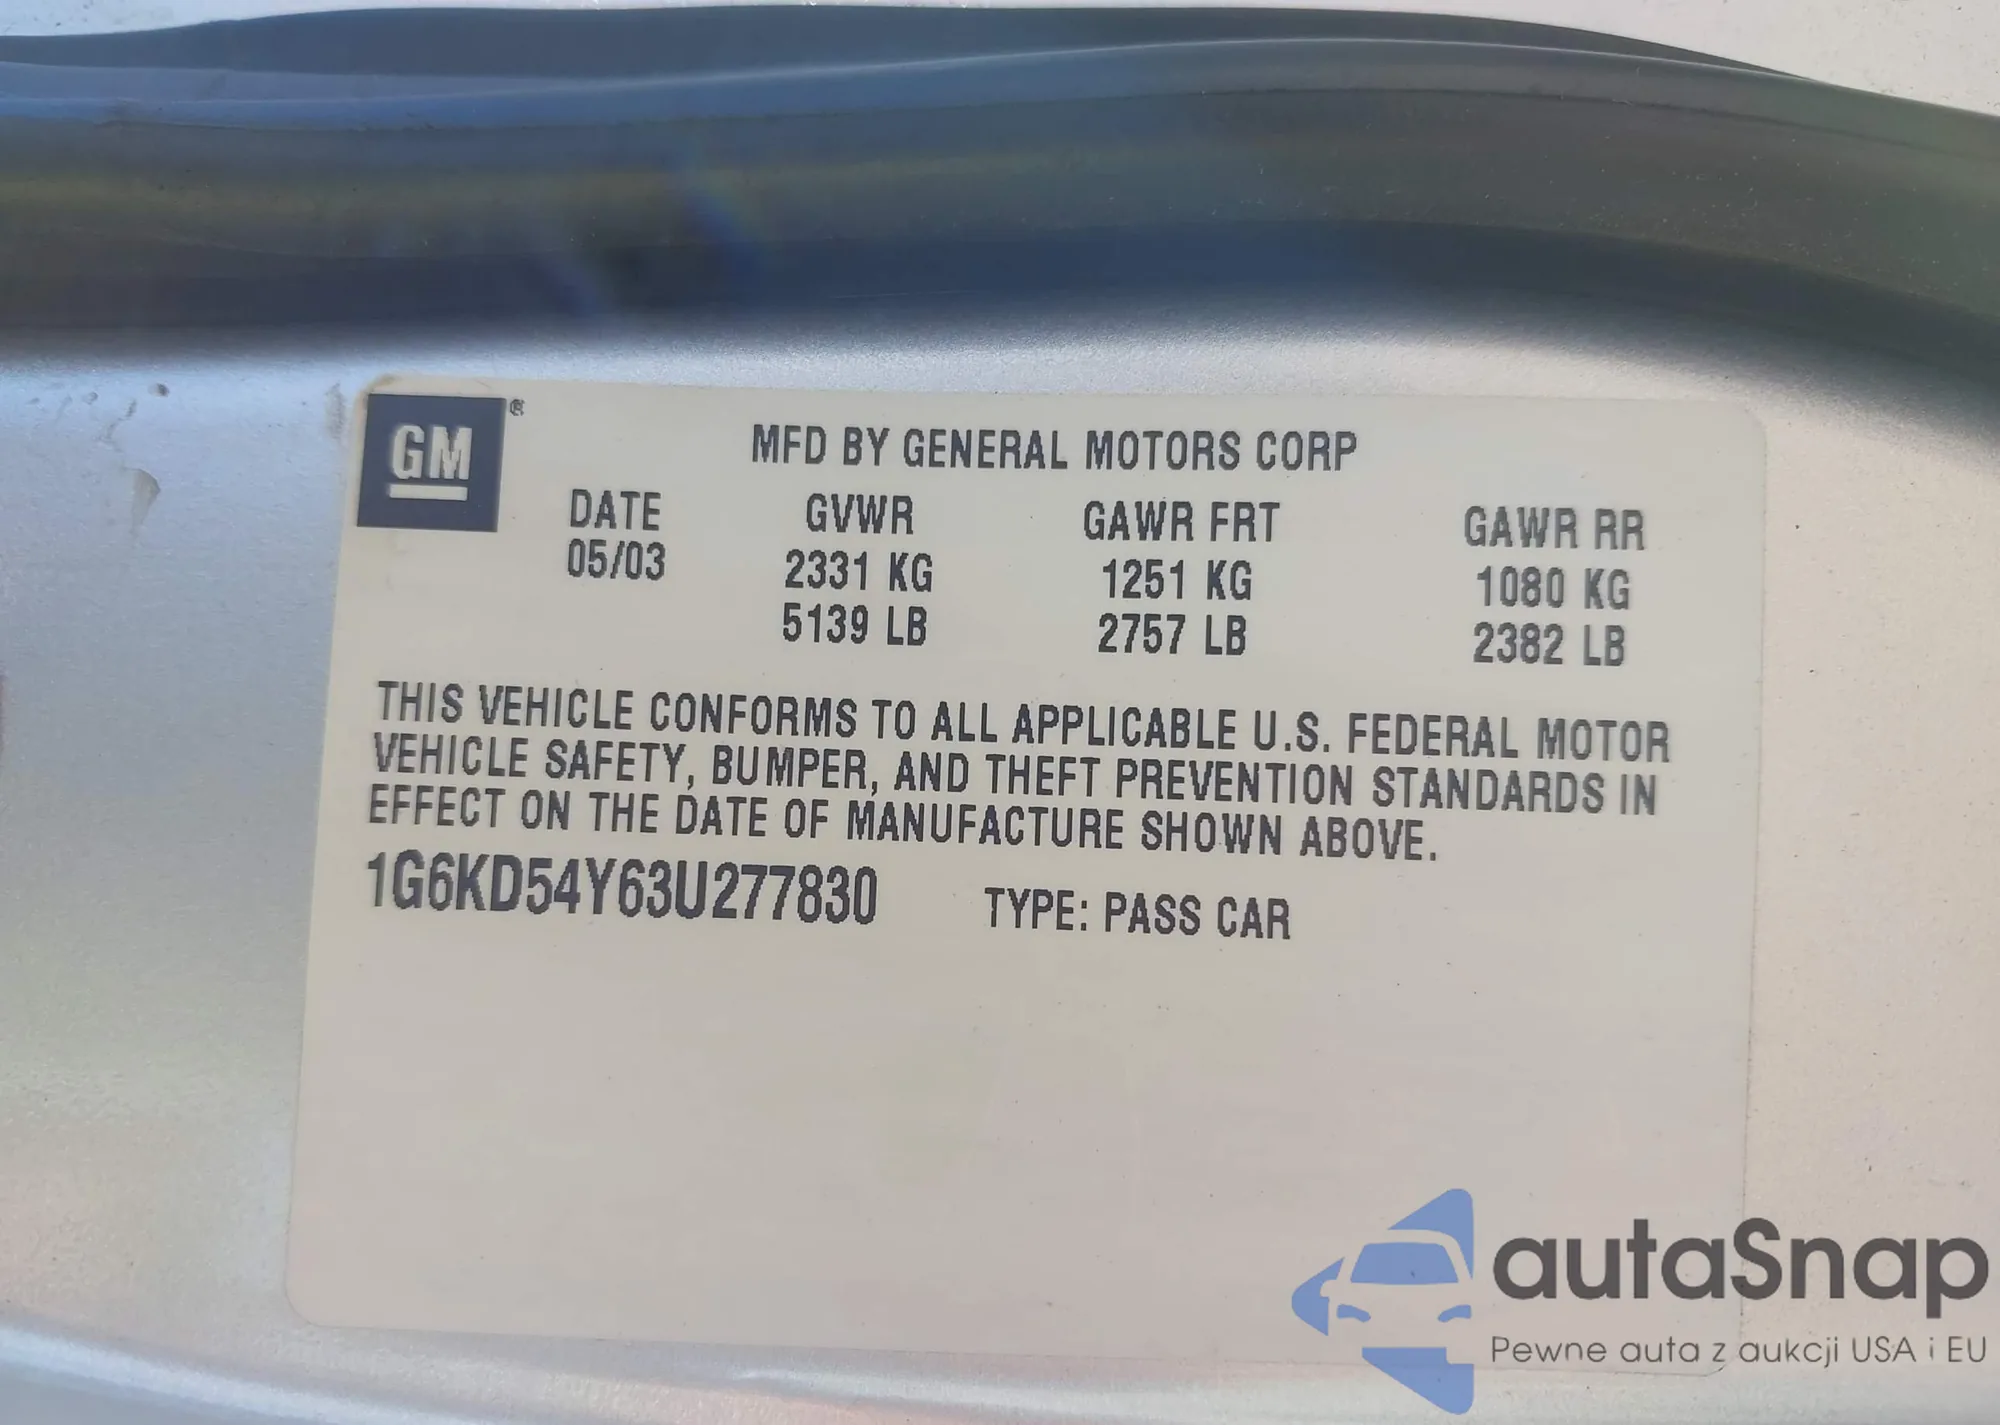 GM®
MFD BY GENERAL MOTORS CORP
DATE GVWR GAWR FRT GAWR RR
05/03 2331 KG 1251 KG 1080 KG
5139 LB 2757 LB 2382 LB
THIS VEHICLE CONFORMS TO ALL APPLICABLE U.S. FEDERAL MOTOR
VEHICLE SAFETY, BUMPER, AND THEFT PREVENTION STANDARDS IN
EFFECT ON THE DATE OF MANUFACTURE SHOWN ABOVE.
1G6KD54Y63U277830 TYPE: PASS CAR
autaSnap
Pewne auta z aukcji USA i EU